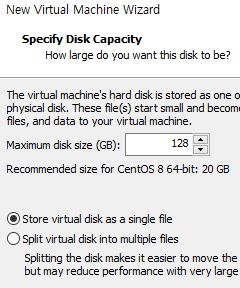 New Virtual Machine Wizard
Specify Disk Capacity
How large do you want this disk to be?
The virtual machine's hard disk is stored as one o
physical disk. These file(s) start small and become
files, and data to your virtual machine.
Maximum disk size (GB): 128
Recommended size for CentOS 8 64-bit: 20 GB
Store virtual disk as a single file
Split virtual disk into multiple files
Splitting the disk makes it easier to move the
but may reduce performance with very large